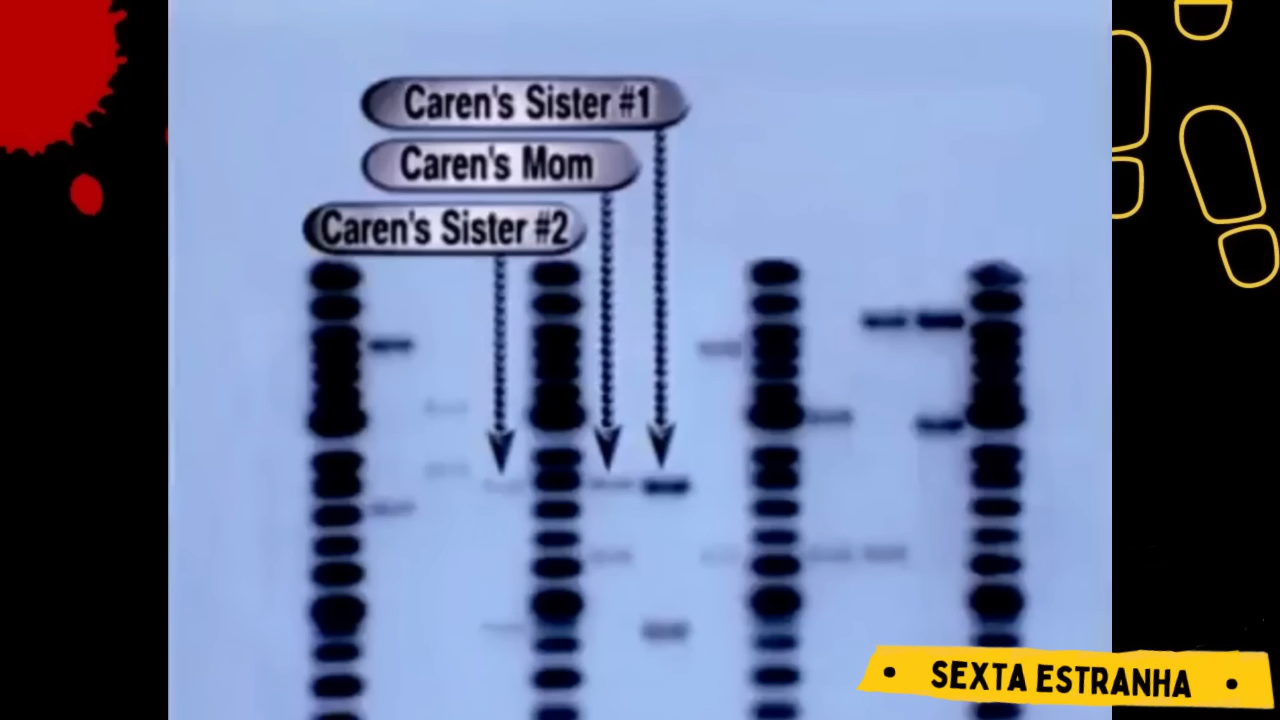 Caren's Sister #1
Caren's Mom
Caren's Sister #2
SEXTA ESTRANHA